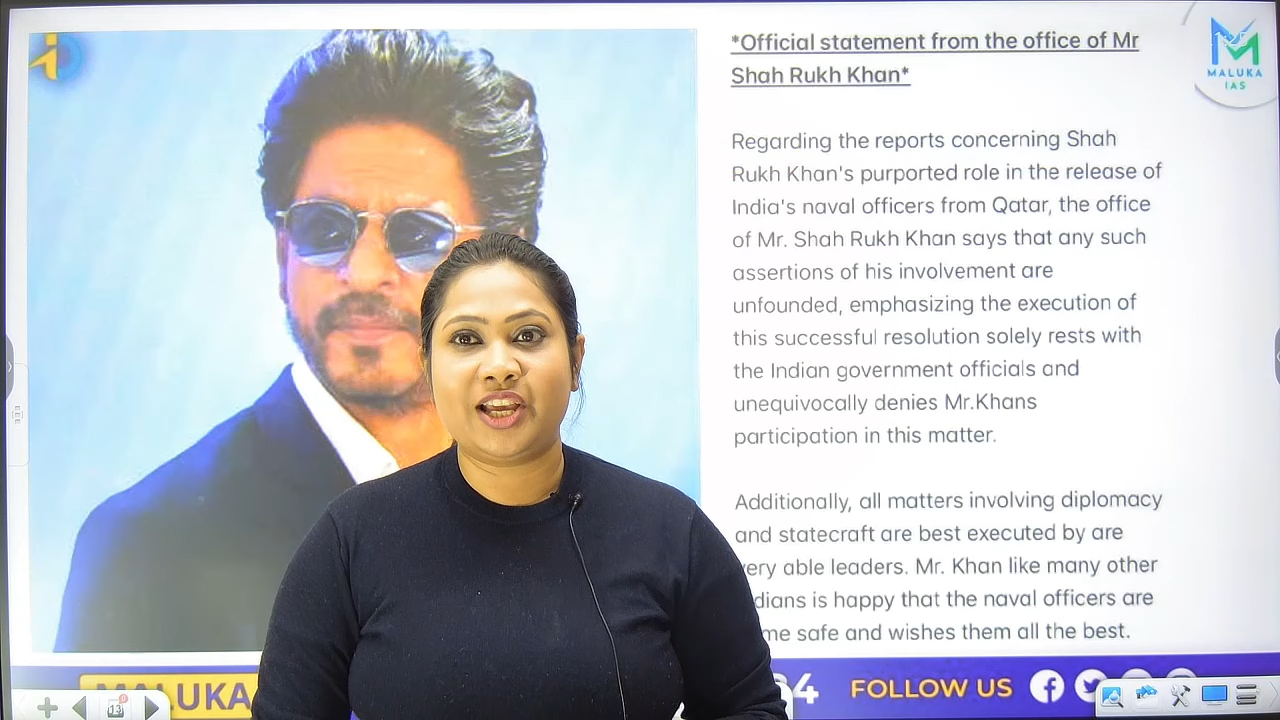 *Official statement from the office of Mr
Shah Rukh Khan*
MALUKA
IAS
Regarding the reports concerning Shah
Rukh Khan's purported role in the release of
India's naval officers from Qatar, the office
of Mr. Shah Rukh Khan says that any such
assertions of his involvement are
unfounded, emphasizing the execution of
this successful resolution solely rests with
the Indian government officials and
unequivocally denies Mr.Khans
participation in this matter.
Additionally, all matters involving diplomacy
and statecraft are best executed by are
very able leaders. Mr. Khan like many other
dians is happy that the naval officers are
me safe and wishes them all the best.
MALUKA
FOLLOW US
13